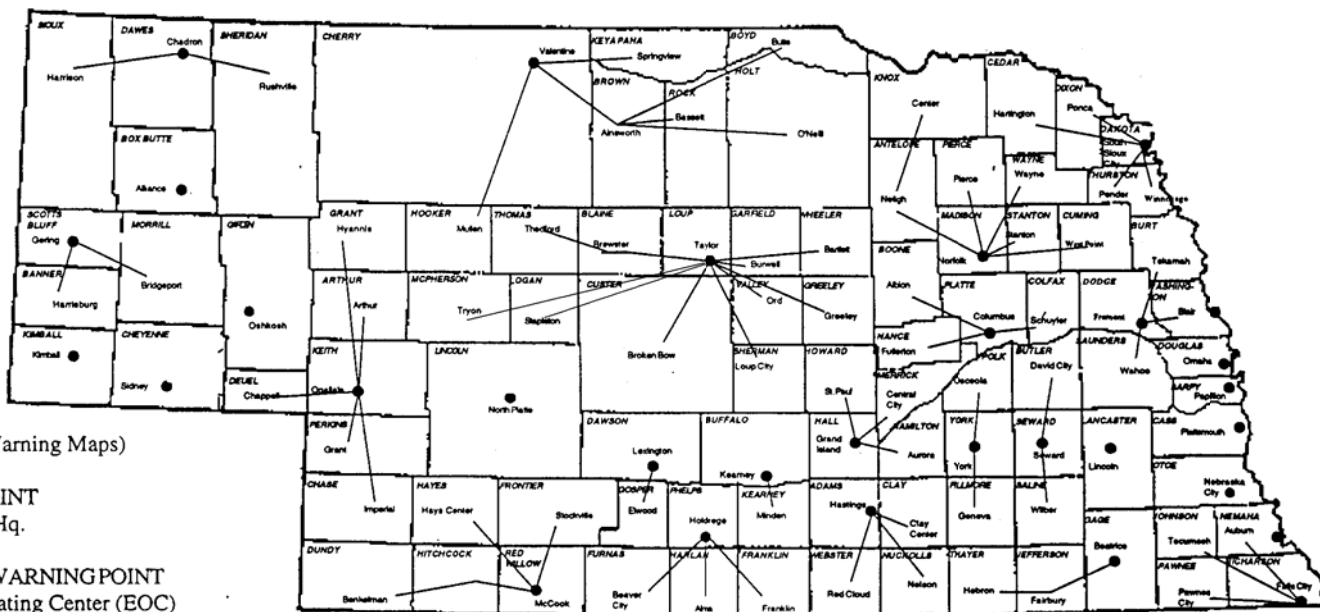 SIOUX
DAWES
Chadron
SHERIDAN
CHERRY
Harrison
Rushville
Valentine
KEYAPAHA
Springview
BOYD
Butte
HOLT
BROWN
ROCK
Bassett
Ainsworth
O'Neill
KNOX
Center
CEDAR
Hartington
DIXON
Ponca
DAKOTA
South
Sioux
City
BOX BUTTE
Alliance
ANTELOPE
Neligh
PIERCE
Pierce
WAYNE
Wayne
THURSTON
Pender
Winnebago
SCOTTS
BLUFF
Gering
MORRILL
Bridgeport
GRANT
Hyannis
HOOKER
Mullen
THOMAS
Thedford
BLAINE
Brewster
LOUP
Taylor
GARFIELD
Burwell
WHEELER
Bartlett
MADISON
Norfolk
STANTON
Stanton
CUMING
West Point
BURT
Tekamah
BANNER
Harrisburg
Oshkosh
ARTHUR
Arthur
MCPHERSON
Tryon
LOGAN
Stapleton
CUSTER
Broken Bow
VALLEY
Ord
GREELEY
Greeley
BOONE
Albion
PLATTE
Columbus
COLFAX
Schuyler
DODGE
Fremont
WASHING-
TON
Blair
KIMBALL
Kimball
CHEYENNE
Sidney
DEUEL
Chappell
KEITH
Ogallala
LINCOLN
North Platte
SHERMAN
Loup City
HOWARD
St. Paul
NANCE
Fullerton
MERRICK
Central
City
POLK
Osceola
BUTLER
David City
SAUNDERS
Wahoo
DOUGLAS
Omaha
SARPY
Papillion
PERKINS
Grant
DAWSON
Lexington
BUFFALO
Kearney
HALL
Grand
Island
HAMILTON
Aurora
YORK
York
SEWARD
Seward
LANCASTER
Lincoln
CASS
Plattsmouth
OTOE
Nebraska
City
Warning Maps)
INT
Hq.
WARNING POINT
ating Center (EOC)
CHASE
Imperial
HAYES
Hays Center
FRONTIER
Stockville
GOSPER
Elwood
PHELPS
Holdrege
KEARNEY
Minden
ADAMS
Hastings
CLAY
Clay
Center
FILLMORE
Geneva
SALINE
Wilber
GAGE
Beatrice
JOHNSON
Tecumseh
NEMAHA
Auburn
DUNDY
Benkelman
HITCHCOCK
RED
WILLOW
McCook
FURNAS
Beaver
City
HARLAN
Alma
FRANKLIN
Franklin
WEBSTER
Red Cloud
NUCKOLLS
Nelson
THAYER
Hebron
JEFFERSON
Fairbury
PAWNEE
Pawnee
City
RICHARSON
Falls City